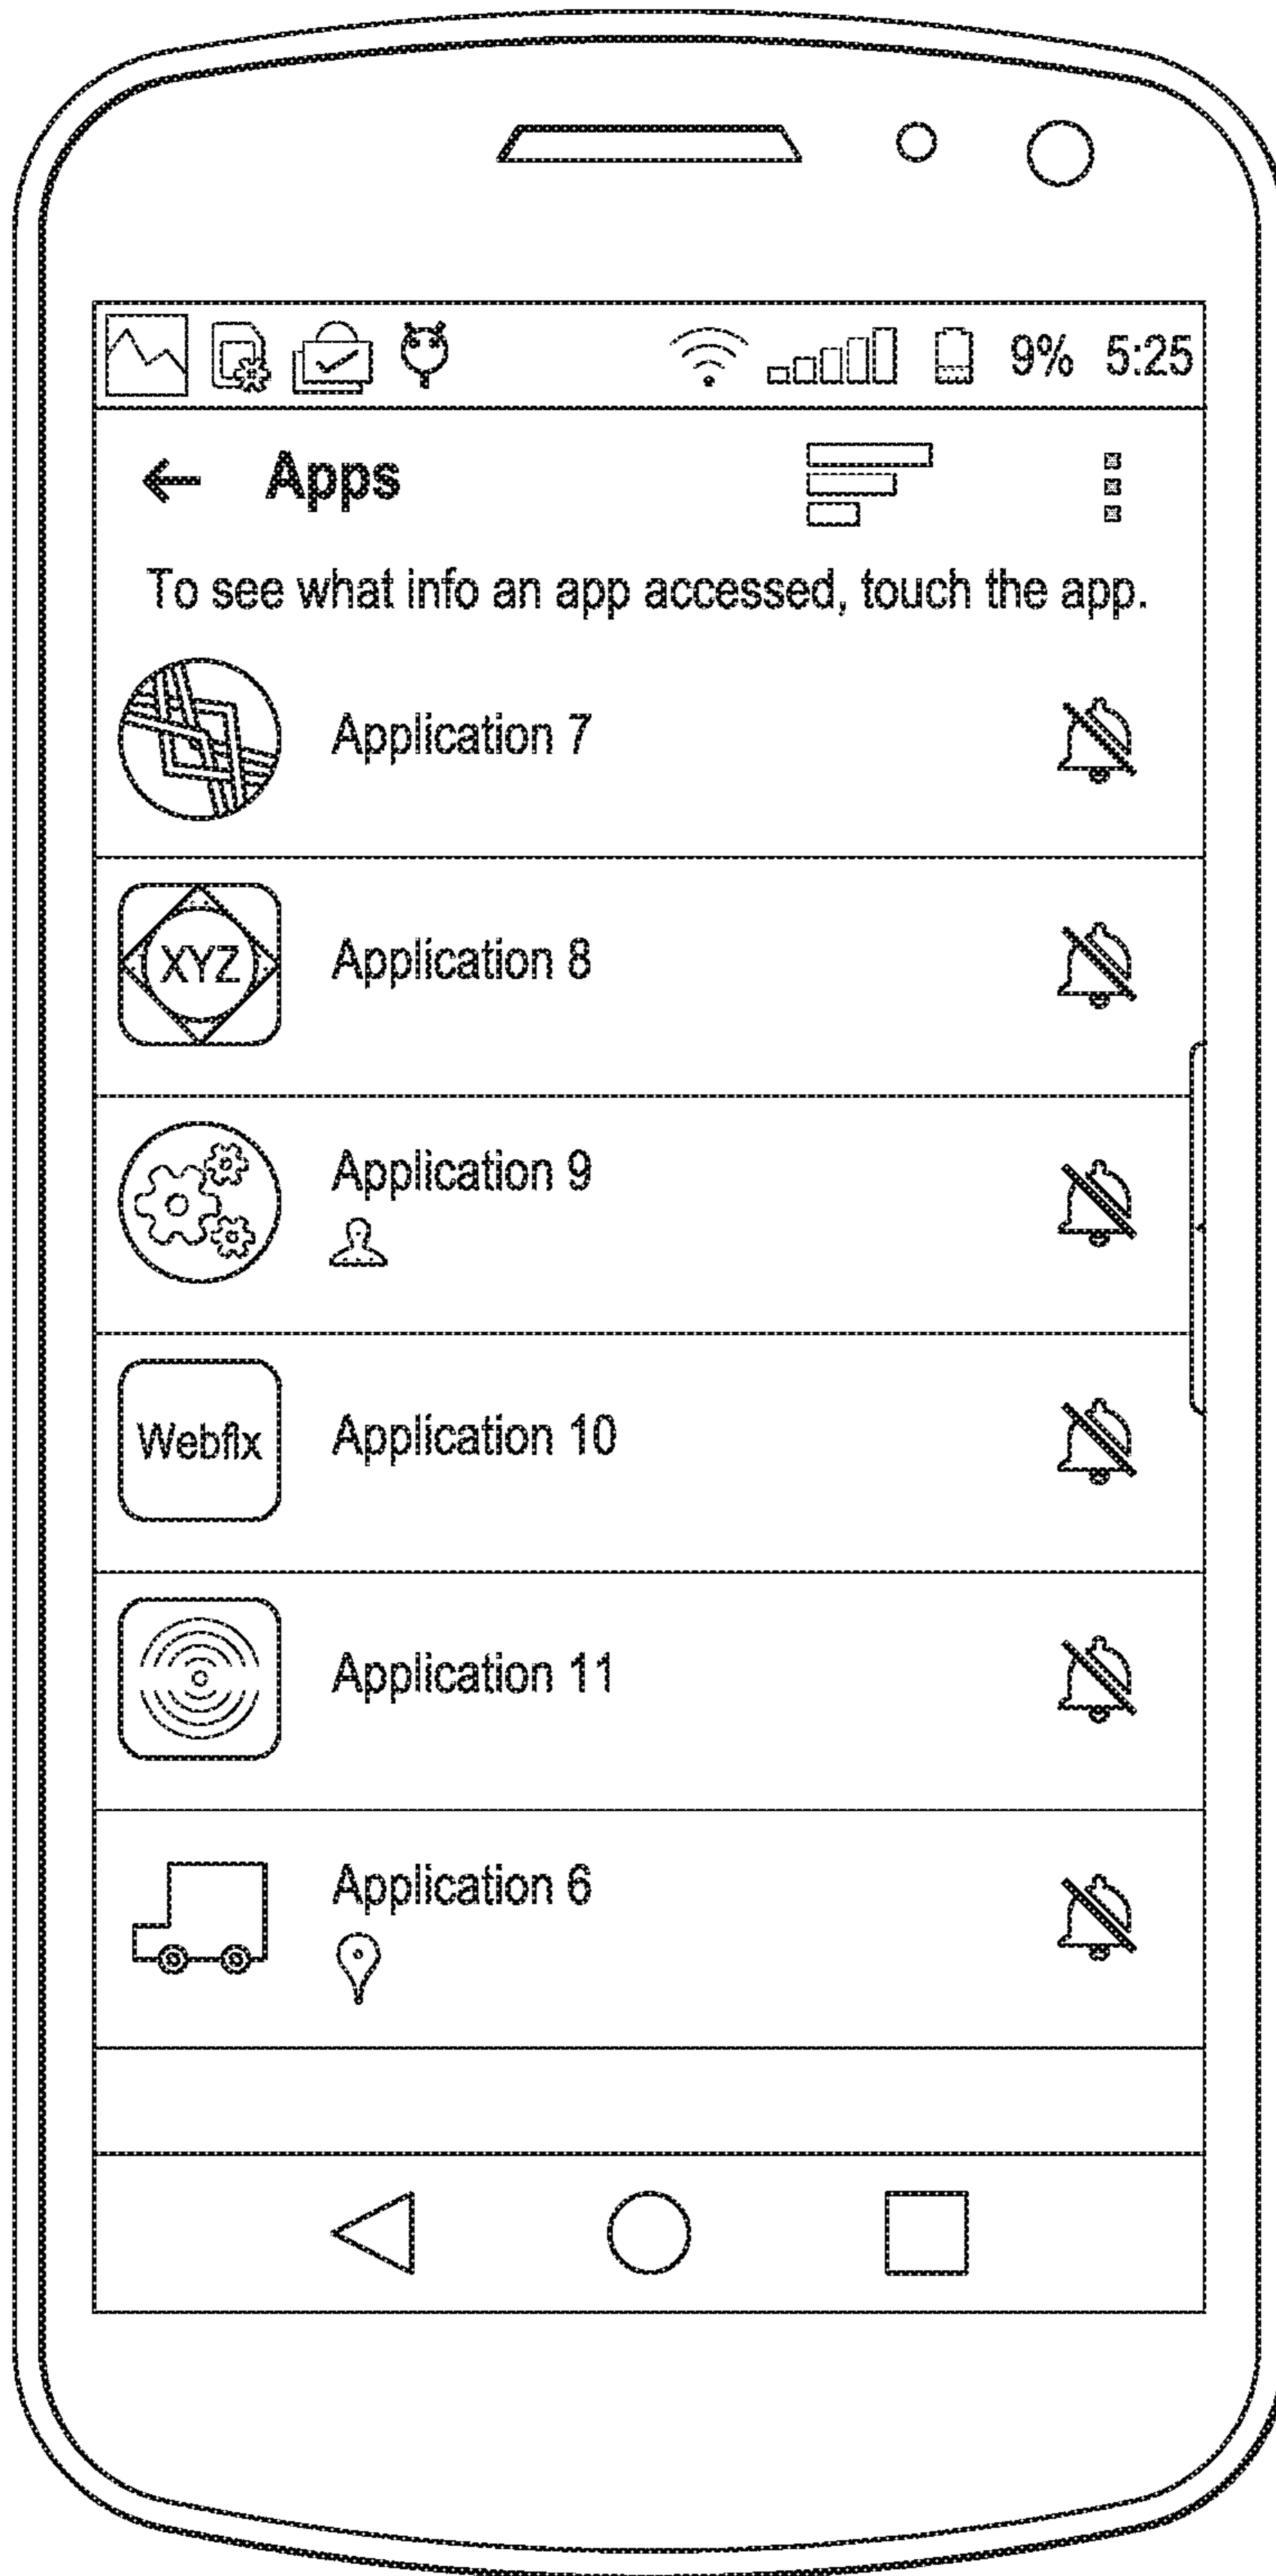 9% 5:25
Apps
To see what info an app accessed, touch the app.
Application 7
XYZ
Application 8
Application 9
Webflx
Application 10
Application 11
Application 6